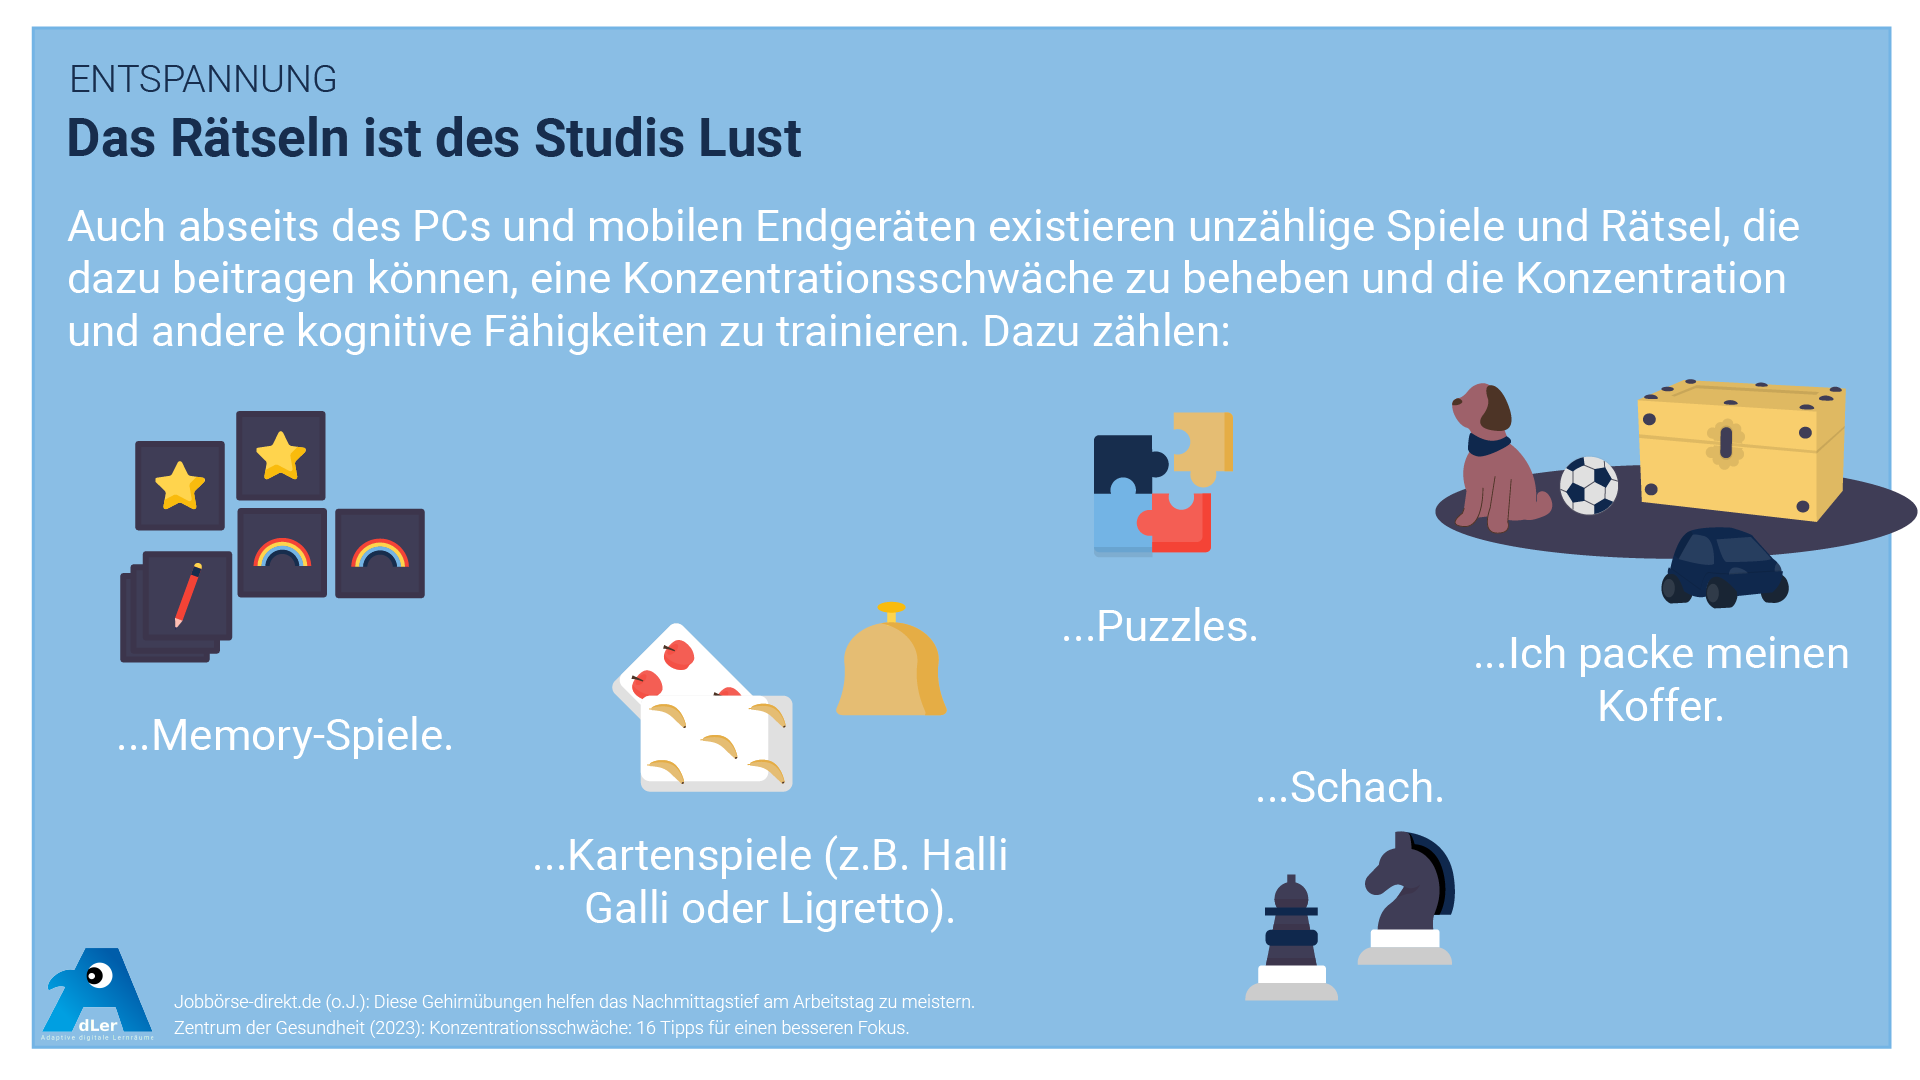 ENTSPANNUNG
Das Rätseln ist des Studis Lust
Auch abseits des PCs und mobilen Endgeräten existieren unzählige Spiele und Rätsel, die
dazu beitragen können, eine Konzentrationsschwäche zu beheben und die Konzentration
und andere kognitive Fähigkeiten zu trainieren. Dazu zählen:
...Memory-Spiele.
...Kartenspiele (z.B. Halli
Galli oder Ligretto).
...Puzzles.
...Schach.
...Ich packe meinen
Koffer.
dLer
Adaptive digitale Lernräume
Jobbörse-direkt.de (o.J.): Diese Gehirnübungen helfen das Nachmittagstief am Arbeitstag zu meistern.
Zentrum der Gesundheit (2023): Konzentrationsschwäche: 16 Tipps für einen besseren Fokus.